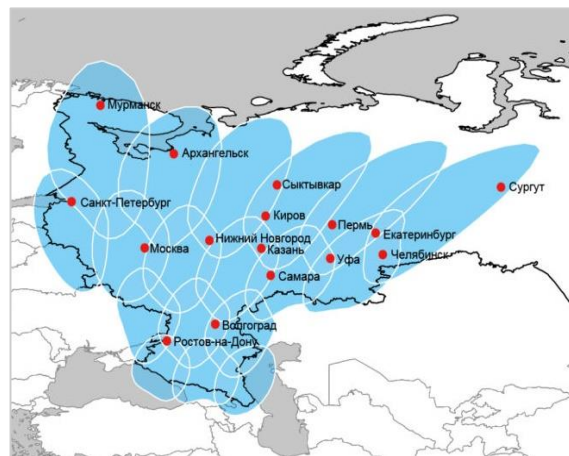 Мурманск
Архангельск
Сыктывкар
Сургут
Санкт-Петербург
Киров
Пермь
Екатеринбург
Нижний Новгород
Москва
Казань
Уфа
Челябинск
Самара
Волгоград
Ростов-на-Дону